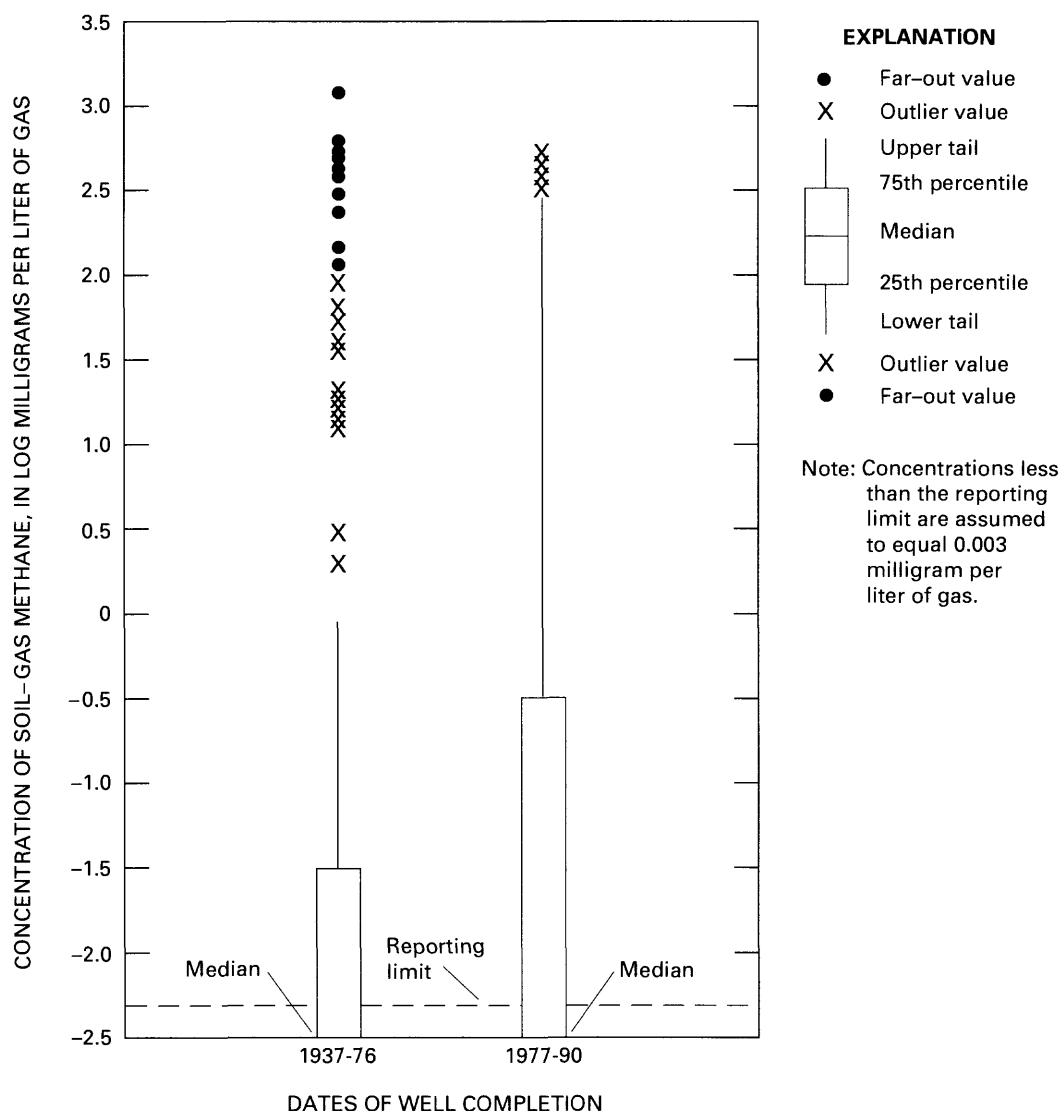 CONCENTRATION OF SOIL–GAS METHANE, IN LOG MILLIGRAMS PER LITER OF GAS
3.5
3.0
2.5
2.0
1.5
1.0
0.5
0
–0.5
–1.0
–1.5
–2.0
–2.5
Median
Reporting
limit
Median
1937-76
1977-90
DATES OF WELL COMPLETION
EXPLANATION
Far–out value
X Outlier value
Upper tail
75th percentile
Median
25th percentile
Lower tail
X Outlier value
Far–out value
Note: Concentrations less
than the reporting
limit are assumed
to equal 0.003
milligram per
liter of gas.